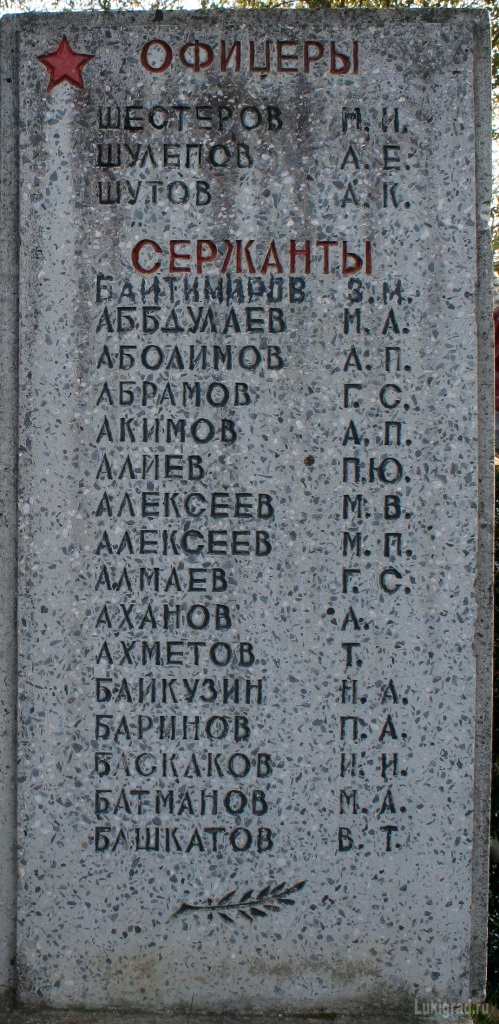 ОФИЦЕРЫ
ШЕСТЕРОВ М. И.
ШУЛЕПОВ А. Е.
ШУТОВ А. К.
СЕРЖАНТЫ
БАЙТИМИРОВ З. М.
АББДУЛАЕВ М. А.
АБОДИМОВ А. П.
АБРАМОВ Г. С.
АКИМОВ А. П.
АЛИЕВ П. Ю.
АЛЕКСЕЕВ М. В.
АЛЕКСЕЕВ М. П.
АЛМАЕВ Г. С.
АХАНОВ А.
АХМЕТОВ Т.
БАЙКУЗИН Н. А.
БАРИНОВ П. А.
БАСКАКОВ И. И.
БАТМАНОВ М. А.
БАШКАТОВ В. Т.
Lukigrad.ru